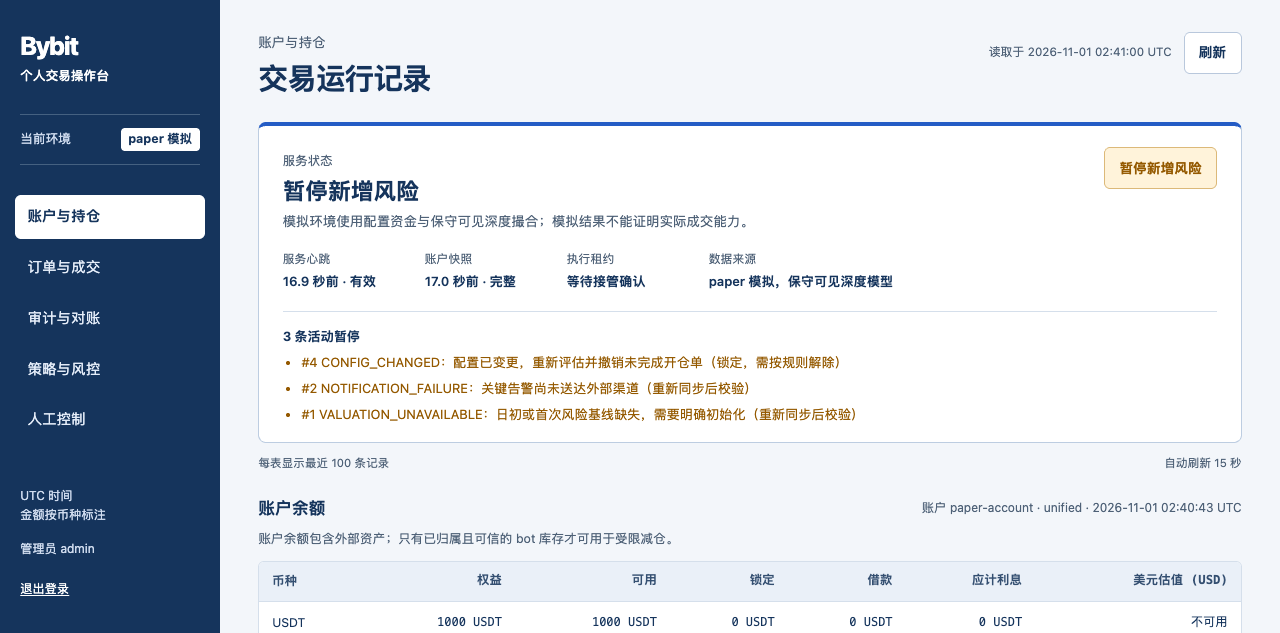 Bybit
个人交易操作台
当前环境 paper 模拟
账户与持仓
订单与成交
审计与对账
策略与风控
人工控制
UTC 时间
金额按币种标注
管理员 admin
退出登录
账户与持仓
交易运行记录
读取于 2026-11-01 02:41:00 UTC 刷新
服务状态
暂停新增风险
暂停新增风险
模拟环境使用配置资金与保守可见深度撮合；模拟结果不能证明实际成交能力。
服务心跳 账户快照 执行租约 数据来源
16.9 秒前 · 有效 17.0 秒前 · 完整 等待接管确认 paper 模拟，保守可见深度模型
3 条活动暂停
• #4 CONFIG_CHANGED：配置已变更，重新评估并撤销未完成开仓单（锁定，需按规则解除）
• #2 NOTIFICATION_FAILURE：关键告警尚未送达外部渠道（重新同步后校验）
• #1 VALUATION_UNAVAILABLE：日初或首次风险基线缺失，需要明确初始化（重新同步后校验）
每表显示最近 100 条记录 自动刷新 15 秒
账户余额 账户 paper-account · unified · 2026-11-01 02:40:43 UTC
账户余额包含外部资产；只有已归属且可信的 bot 库存才可用于受限减仓。
币种 权益 可用 锁定 借款 应计利息 美元估值 (USD)
USDT 1000 USDT 1000 USDT 0 USDT 0 USDT 0 USDT 不可用